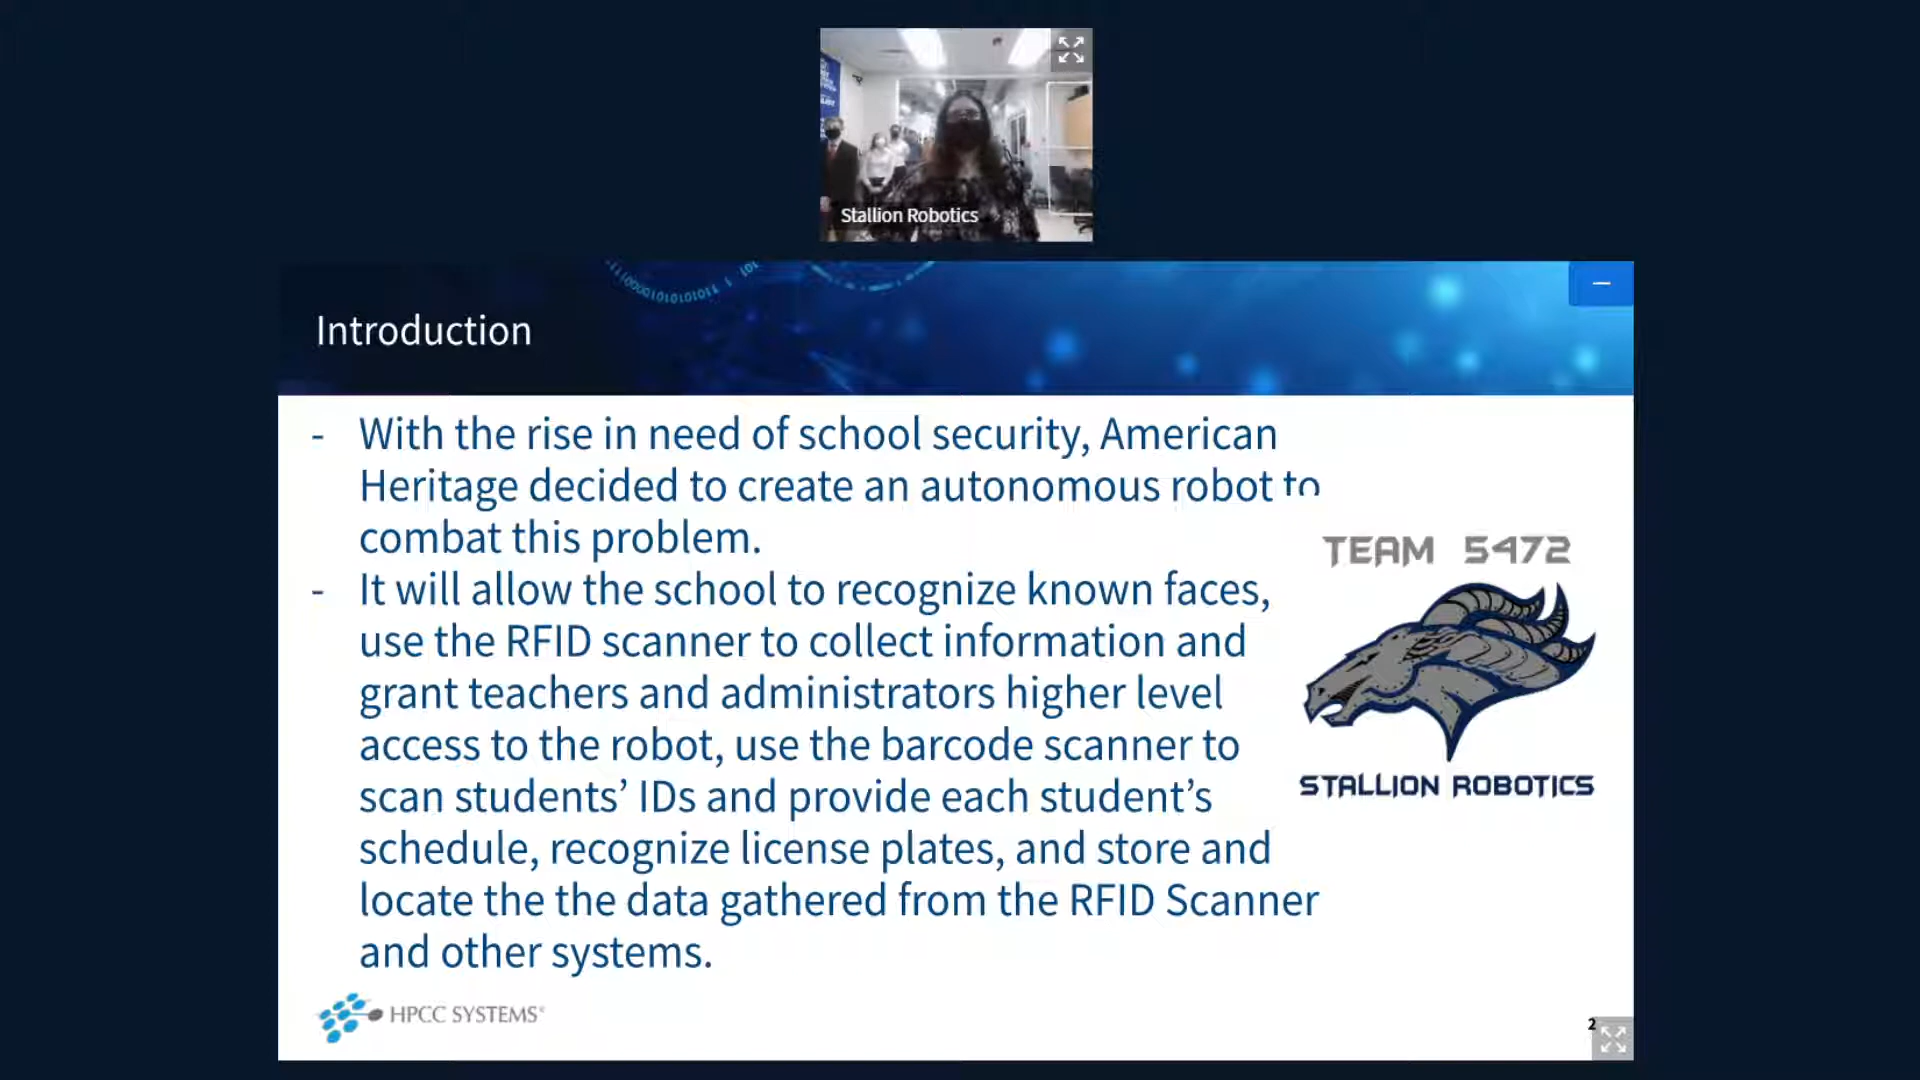 Stallion Robotics
Introduction
- With the rise in need of school security, American
Heritage decided to create an autonomous robot to
combat this problem.
- It will allow the school to recognize known faces,
use the RFID scanner to collect information and
grant teachers and administrators higher level
access to the robot, use the barcode scanner to
scan students’ IDs and provide each student’s
schedule, recognize license plates, and store and
locate the the data gathered from the RFID Scanner
and other systems.
TEAM 5472
STALLION ROBOTICS
HPCC SYSTEMS®
2